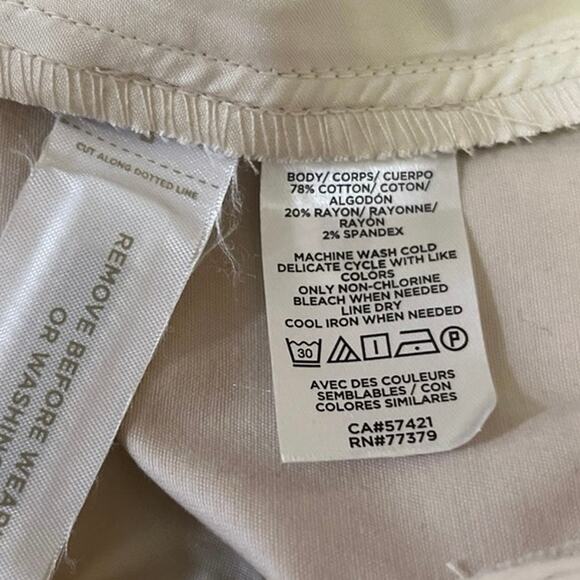 CUT ALONG DOTTED LINE
REMOVE BEFORE WEAR
OR WASHING
BODY/ CORPS/ CUERPO
78% COTTON/ COTON/
ALGODÓN
20% RAYON/ RAYONNE/
RAYÓN
2% SPANDEX
MACHINE WASH COLD
DELICATE CYCLE WITH LIKE
COLORS
ONLY NON-CHLORINE
BLEACH WHEN NEEDED
LINE DRY
COOL IRON WHEN NEEDED
30 P
AVEC DES COULEURS
SEMBLABLES / CON
COLORES SIMILARES
CA#57421
RN#77379